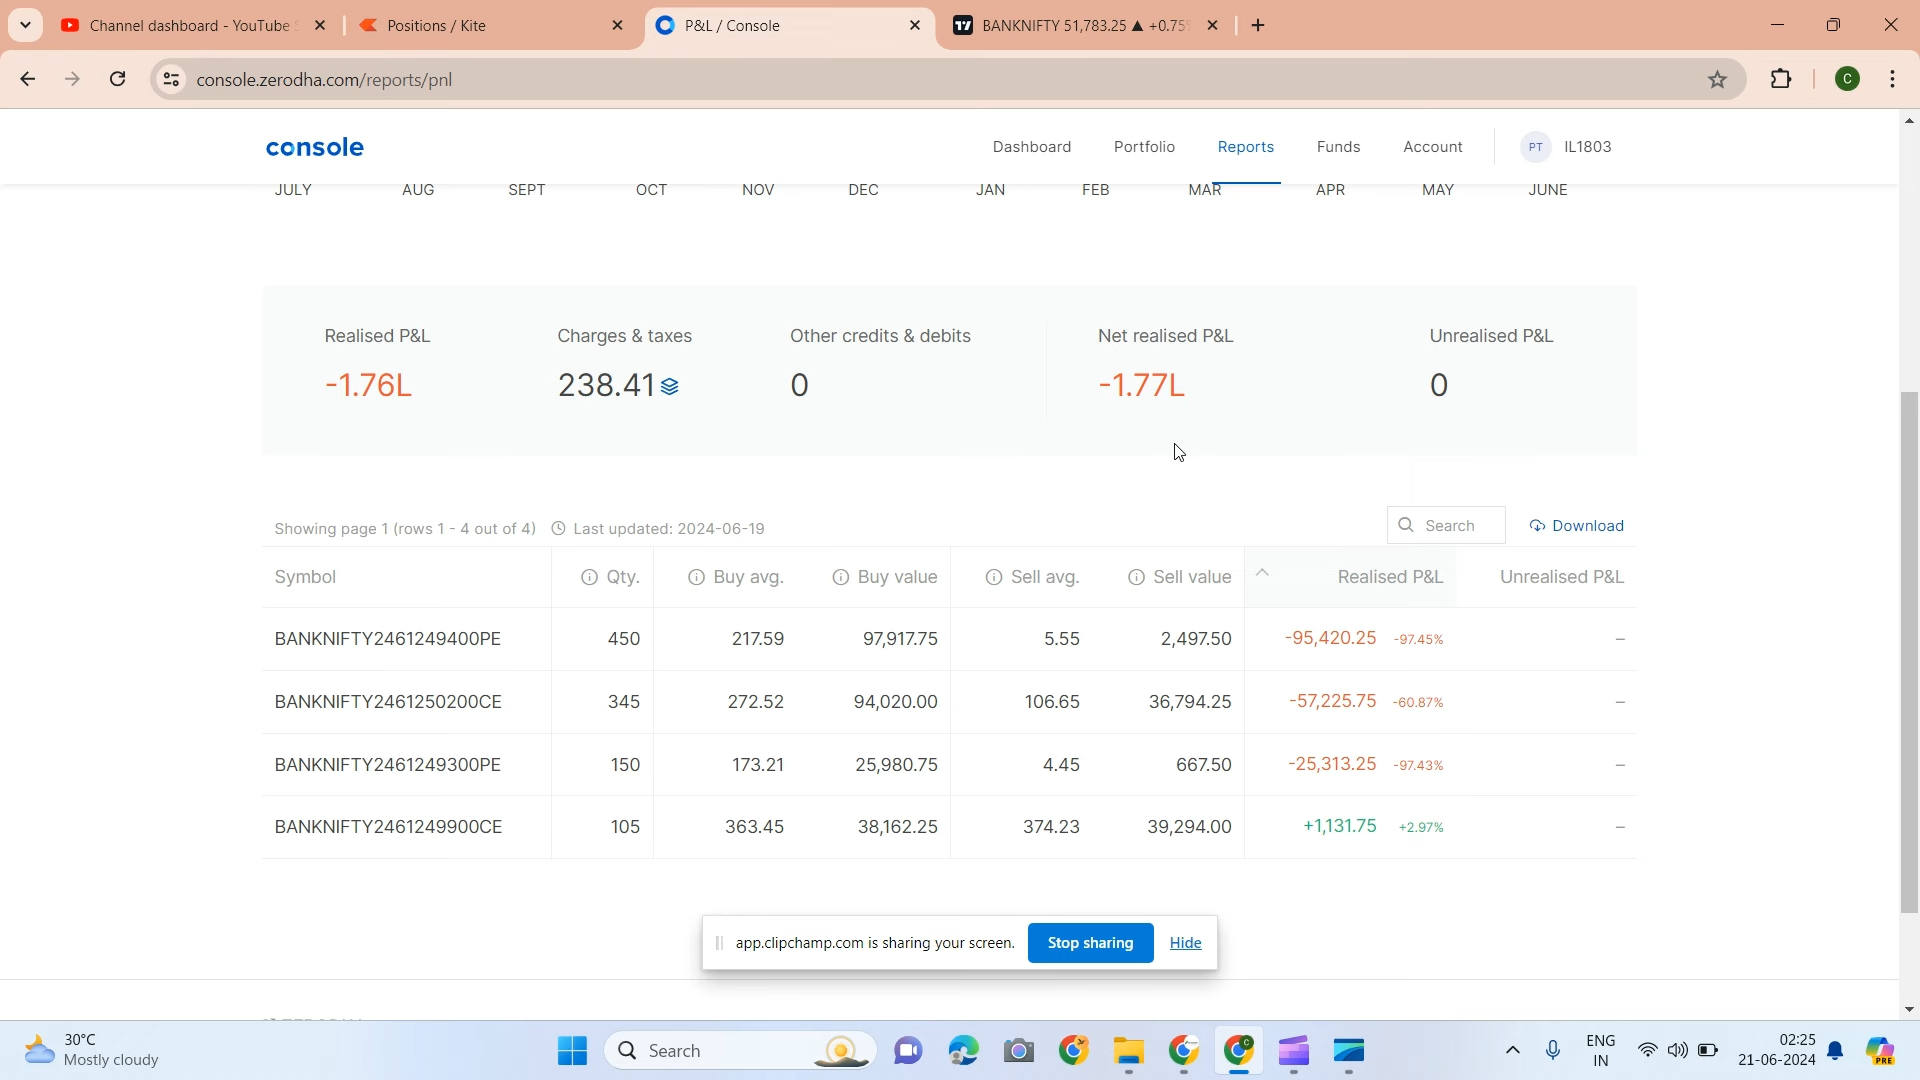 Channel dashboard - YouTube S
Positions / Kite
P&L / Console
BANKNIFTY 51,783.25 ▲ +0.75%
console.zerodha.com/reports/pnl
C
console
Dashboard
Portfolio
Reports
Funds
Account
PT
IL1803
JULY AUG SEPT OCT NOV DEC JAN FEB MAR APR MAY JUNE
Realised P&L Charges & taxes Other credits & debits Net realised P&L Unrealised P&L
-1.76L 238.41 0 -1.77L 0
Showing page 1 (rows 1 - 4 out of 4) Last updated: 2024-06-19
Search
Download
Symbol Qty. Buy avg. Buy value Sell avg. Sell value Realised P&L Unrealised P&L
BANKNIFTY2461249400PE 450 217.59 97,917.75 5.55 2,497.50 -95,420.25 -97.45% –
BANKNIFTY2461250200CE 345 272.52 94,020.00 106.65 36,794.25 -57,225.75 -60.87% –
BANKNIFTY2461249300PE 150 173.21 25,980.75 4.45 667.50 -25,313.25 -97.43% –
BANKNIFTY2461249900CE 105 363.45 38,162.25 374.23 39,294.00 +1,131.75 +2.97% –
app.clipchamp.com is sharing your screen. Stop sharing Hide
30°C
Mostly cloudy
Search
ENG
IN
02:25
21-06-2024
PRE